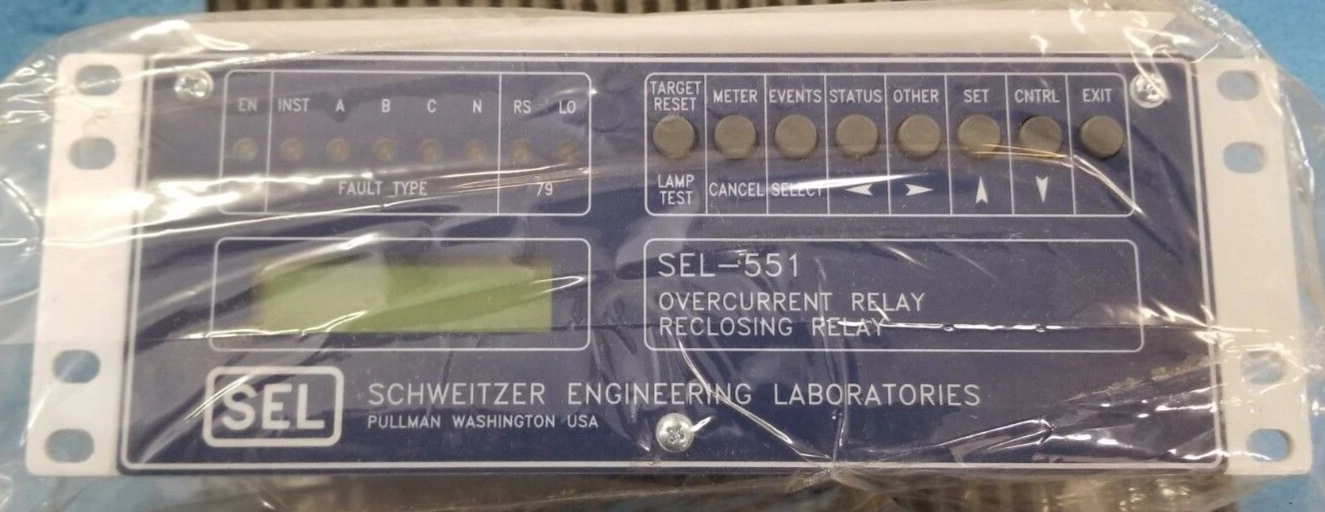 EN INST A B C N RS LO
FAULT TYPE 79
TARGET RESET METER EVENTS STATUS OTHER SET CNTRL EXIT
LAMP TEST CANCEL SELECT
SEL-551
OVERCURRENT RELAY
RECLOSING RELAY
SEL SCHWEITZER ENGINEERING LABORATORIES
PULLMAN WASHINGTON USA